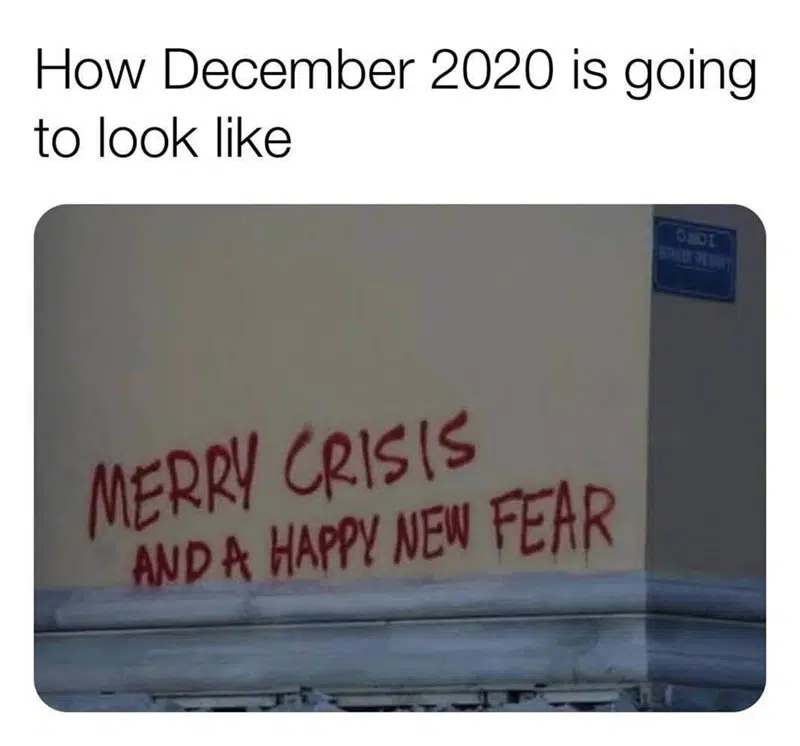 How December 2020 is going
to look like
MERRY CRISIS
AND A HAPPY NEW FEAR